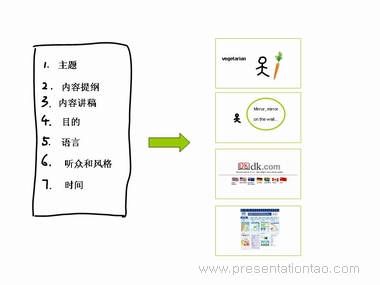 1. 主题
2. 内容提纲
3. 内容讲稿
4. 目的
5. 语言
6. 听众和风格
7. 时间
vegetarian
Mirror, mirror
on the wall...
DK dk.com
www.presentationtao.com